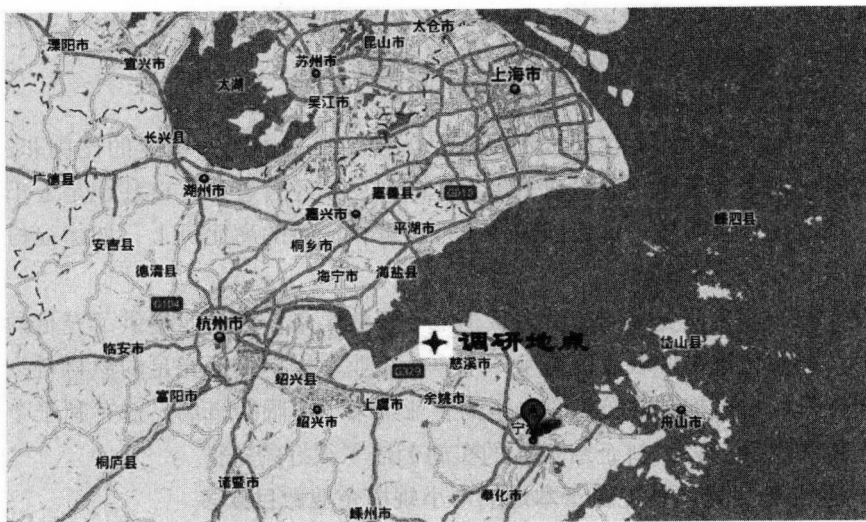 溧阳市
宜兴市
太湖
苏州市
昆山市
太仓市
上海市
吴江市
长兴县
广德县
湖州市
嘉善县
嘉兴市
平湖市
嵊泗县
安吉县
德清县
桐乡市
海宁市
海盐县
G104
杭州市
调研地点
岱山县
临安市
G329
慈溪市
绍兴县
富阳市
上虞市
余姚市
绍兴市
宁
舟山市
桐庐县
诸暨市
嵊州市
奉化市